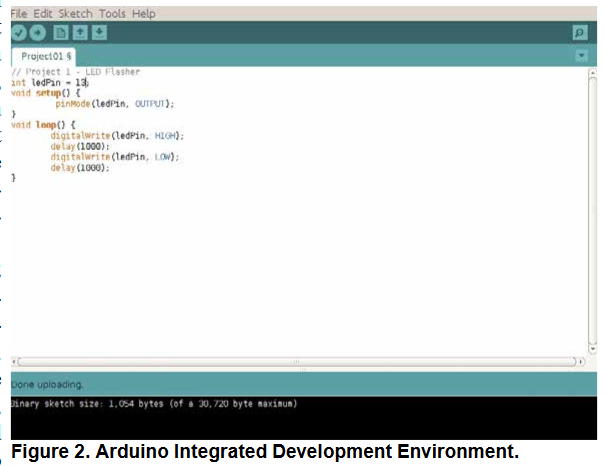 File Edit Sketch Tools Help
Project01 §
// Project 1 - LED Flasher
int ledPin = 13;
void setup() {
pinMode(ledPin, OUTPUT);
}
void loop() {
digitalWrite(ledPin, HIGH);
delay(1000);
digitalWrite(ledPin, LOW);
delay(1000);
}
Done uploading.
Binary sketch size: 1,054 bytes (of a 30,720 byte maximum)
Figure 2. Arduino Integrated Development Environment.